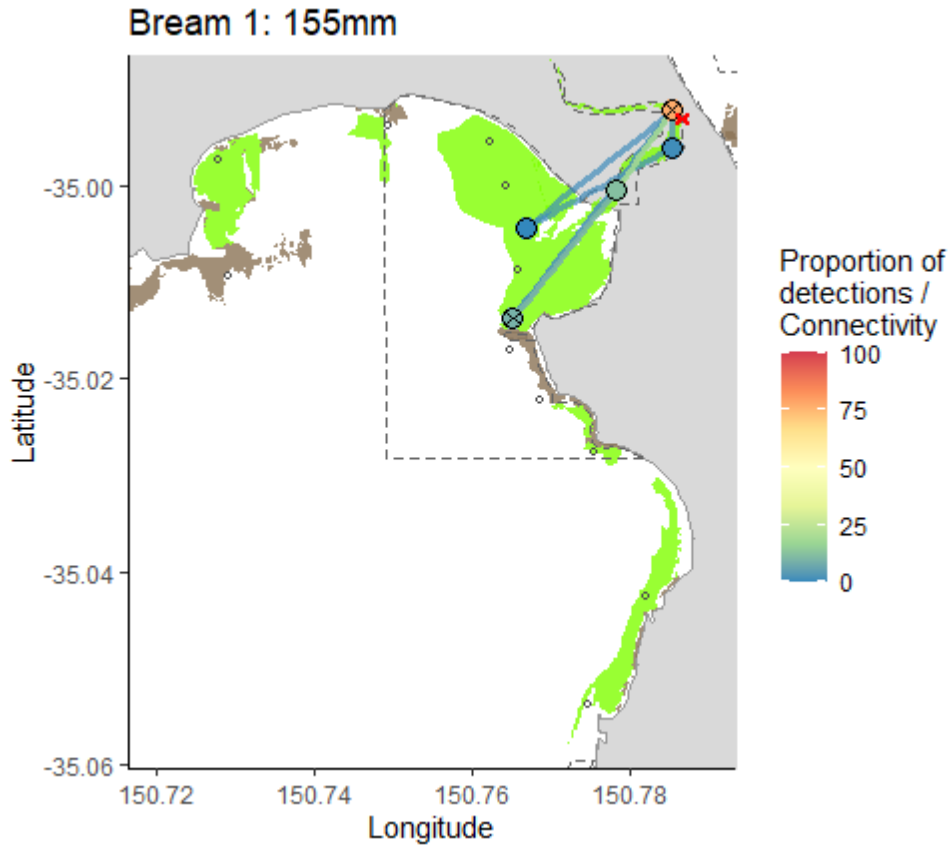 Bream 1: 155mm
-35.00
-35.02
-35.04
-35.06
Latitude
150.72 150.74 150.76 150.78
Longitude
Proportion of
detections /
Connectivity
100
75
50
25
0